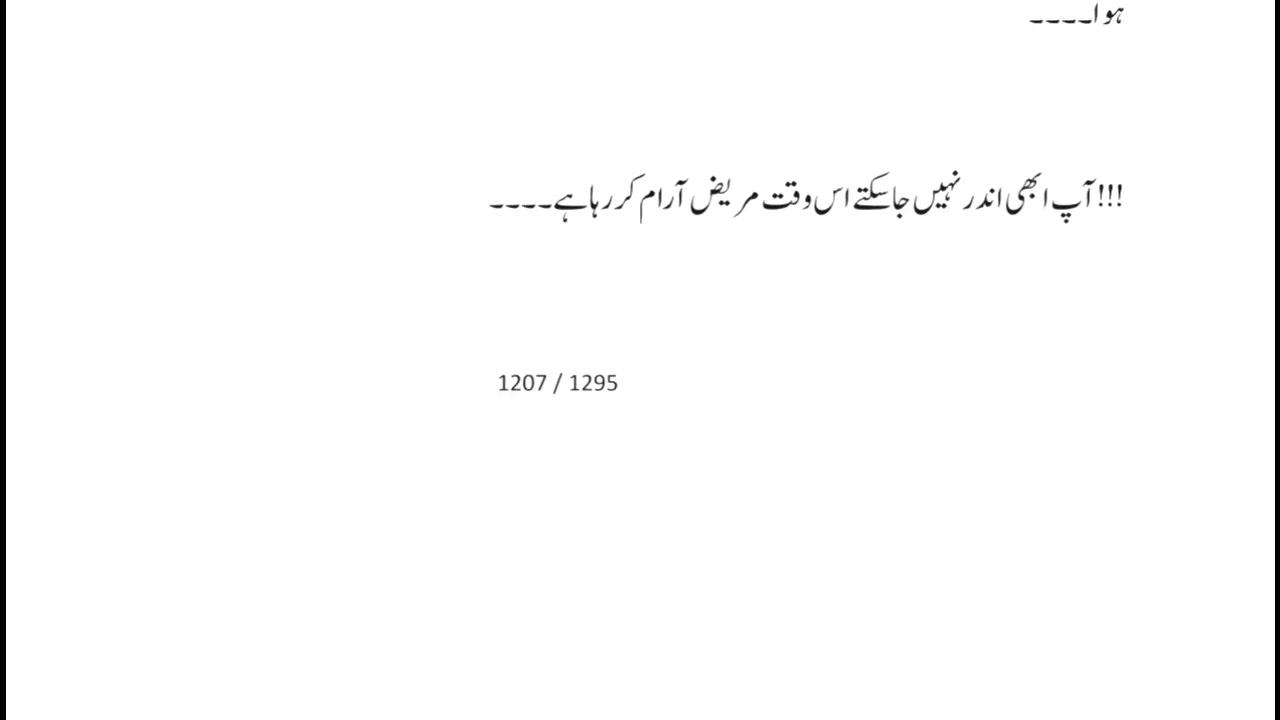 ہوا۔۔۔۔
!!! آپ ابھی اندر نہیں جاسکتے اس وقت مریض آرام کر رہا ہے۔۔۔۔
1207 / 1295